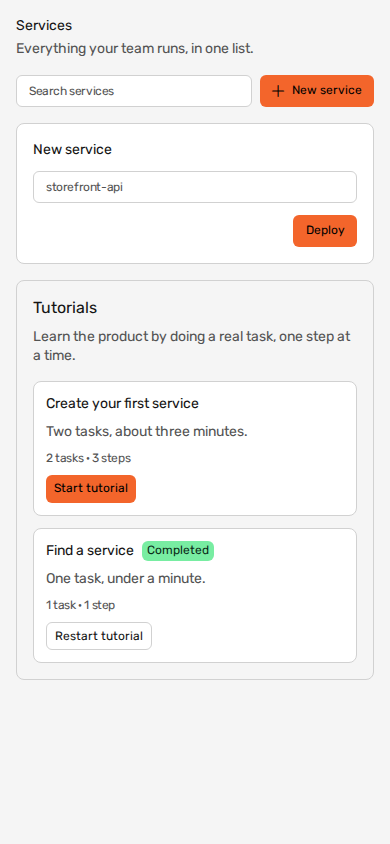 Services
Everything your team runs, in one list.
Search services
New service
New service
storefront-api
Deploy
Tutorials
Learn the product by doing a real task, one step at
a time.
Create your first service
Two tasks, about three minutes.
2 tasks • 3 steps
Start tutorial
Find a service Completed
One task, under a minute.
1 task • 1 step
Restart tutorial